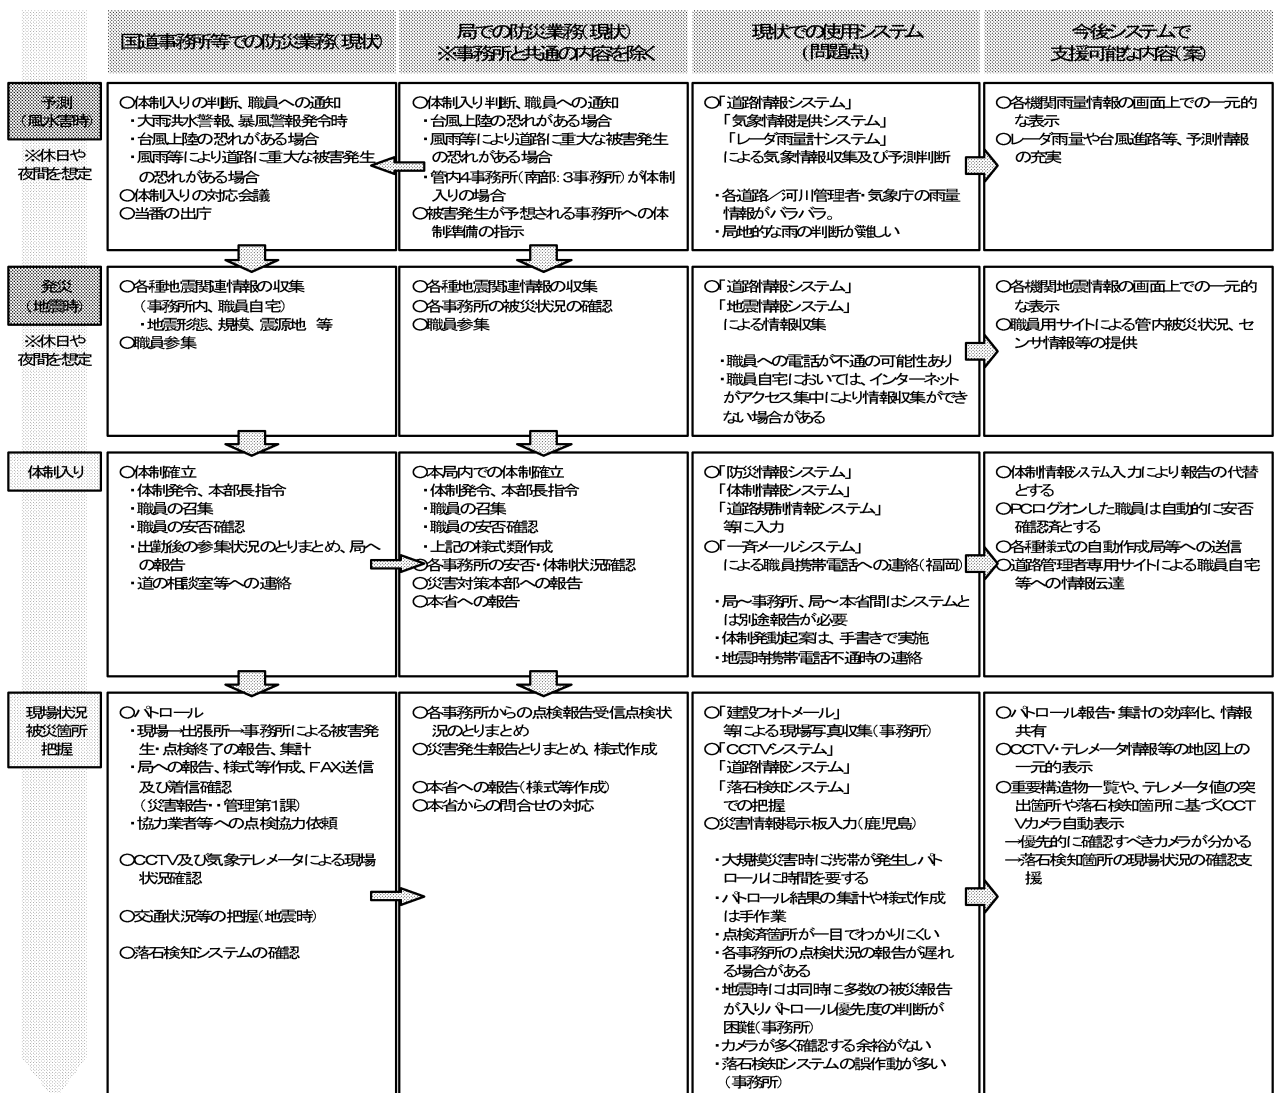 国道事務所等での防災業務(現状)
局での防災業務(現状)
※事務所と共通の内容を除く
現状での使用システム
(問題点)
今後システムで
支援可能な内容(案)
予測
(風水害時)
※休日や
夜間を想定
○体制入りの判断、職員への通知
・大雨洪水警報、暴風警報発令時
・台風上陸の恐れがある場合
・風雨等により道路に重大な被害発生
の恐れがある場合
○体制入りの対応会議
○当番の出庁
○体制入り判断、職員への通知
・台風上陸の恐れがある場合
・風雨等により道路に重大な被害発生
の恐れがある場合
・管内4事務所(南部:3事務所)が体制
入りの場合
○被害発生が予想される事務所への体
制準備の指示
○「道路情報システム」
「気象情報提供システム」
「レーダ雨量計システム」
による気象情報収集及び予測判断
・各道路/河川管理者・気象庁の雨量
情報がバラバラ。
・局地的な雨の判断が難しい
○各機関雨量情報の画面上での一元的
な表示
○レーダ雨量や台風進路等、予測情報
の充実
発災
(地震時)
※休日や
夜間を想定
○各種地震関連情報の収集
(事務所内、職員自宅)
・地震形態、規模、震源地 等
○職員参集
○各種地震関連情報の収集
○各事務所の被災状況の確認
○職員参集
○「道路情報システム」
「地震情報システム」
による情報収集
・職員への電話が不通の可能性あり
・職員自宅においては、インターネット
がアクセス集中により情報収集ができ
ない場合がある
○各機関地震情報の画面上での一元的
な表示
○職員用サイトによる管内被災状況、セ
ンサ情報等の提供
体制入り
○体制確立
・体制発令、本部長指令
・職員の召集
・職員の安否確認
・出勤後の参集状況のとりまとめ、局へ
の報告
・道の相談室等への連絡
○本局内での体制確立
・体制発令、本部長指令
・職員の召集
・職員の安否確認
・上記の様式類作成
○各事務所の安否・体制状況確認
○災害対策本部への報告
○本省への報告
○「防災情報システム」
「体制情報システム」
「道路規制情報システム」
等に入力
○「一斉メールシステム」
による職員携帯電話への連絡(福岡)
・局~事務所、局~本省間はシステムと
は別途報告が必要
・体制発動起案は、手書きで実施
・地震時携帯電話不通時の連絡
○体制情報システム入力により報告の代替
とする
○PCログオンした職員は自動的に安否
確認済とする
○各種様式の自動作成局等への送信
○道路管理者専用サイトによる職員自宅
等への情報伝達
現場状況
被災箇所
把握
○パトロール
・現場→出張所→事務所による被害発
生・点検終了の報告、集計
・局への報告、様式等作成、FAX送信
及び着信確認
(災害報告・・管理第1課)
・協力業者等への点検協力依頼
○CCTV及び気象テレメータによる現場
状況確認
○交通状況等の把握(地震時)
○落石検知システムの確認
○各事務所からの点検報告受信点検状
況のとりまとめ
○災害発生報告とりまとめ、様式作成
○本省への報告(様式等作成)
○本省からの問合せの対応
○「建設フォトメール」
等による現場写真収集(事務所)
○「CCTVシステム」
「道路情報システム」
「落石検知システム」
での把握
○災害情報掲示板入力(鹿児島)
・大規模災害時に渋滞が発生しパト
ロールに時間を要する
・パトロール結果の集計や様式作成
は手作業
・点検済箇所が一目でわかりにくい
・各事務所の点検状況の報告が遅れ
る場合がある
・地震時には同時に多数の被災報告
が入りパトロール優先度の判断が
困難(事務所)
・カメラが多く確認する余裕がない
・落石検知システムの誤作動が多い
(事務所)
○パトロール報告・集計の効率化、情報
共有
○CCTV・テレメータ情報等の地図上の
一元的表示
○重要構造物一覧や、テレメータ値の突
出箇所や落石検知箇所に基づくCCT
Vカメラ自動表示
→優先的に確認すべきカメラが分かる
→落石検知箇所の現場状況の確認支
援